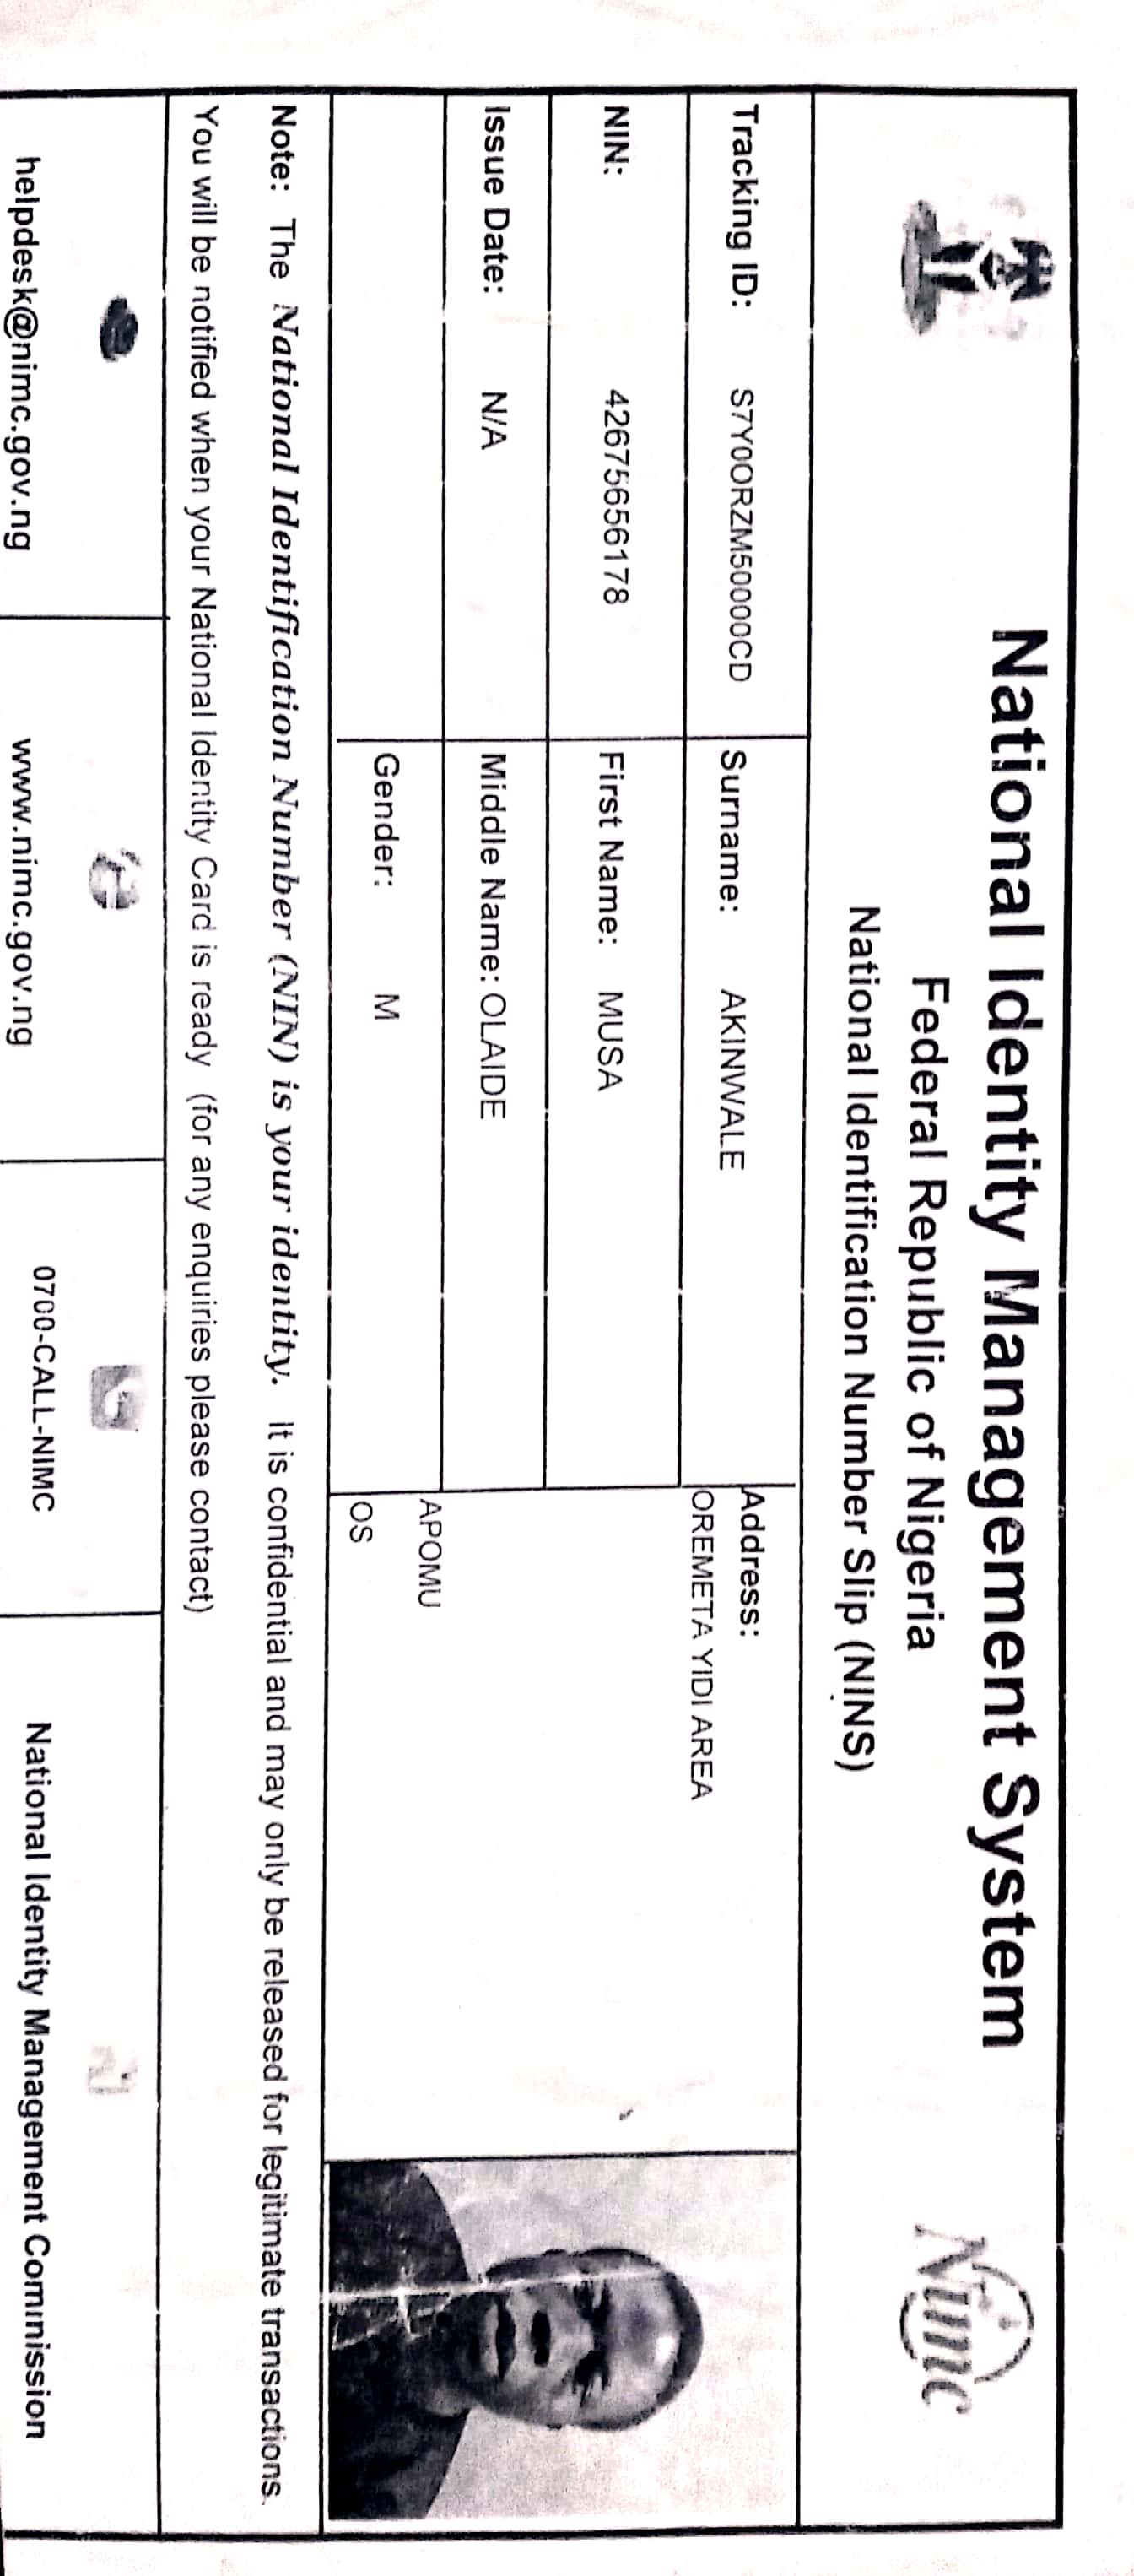 National Identity Management System
Federal Republic of Nigeria
National Identification Number Slip (NINS)
Nimc
Tracking ID: S7Y0ORZM50000CD
Surname: AKINWALE
Address:
OREMETA YIDI AREA
NIN: 42675656178
First Name: MUSA
Issue Date: N/A
Middle Name: OLAIDE
APOMU
Gender: M
OS
Note: The National Identification Number (NIN) is your identity. It is confidential and may only be released for legitimate transactions.
You will be notified when your National Identity Card is ready (for any enquiries please contact)
helpdesk@nimc.gov.ng
www.nimc.gov.ng
0700-CALL-NIMC
National Identity Management Commission